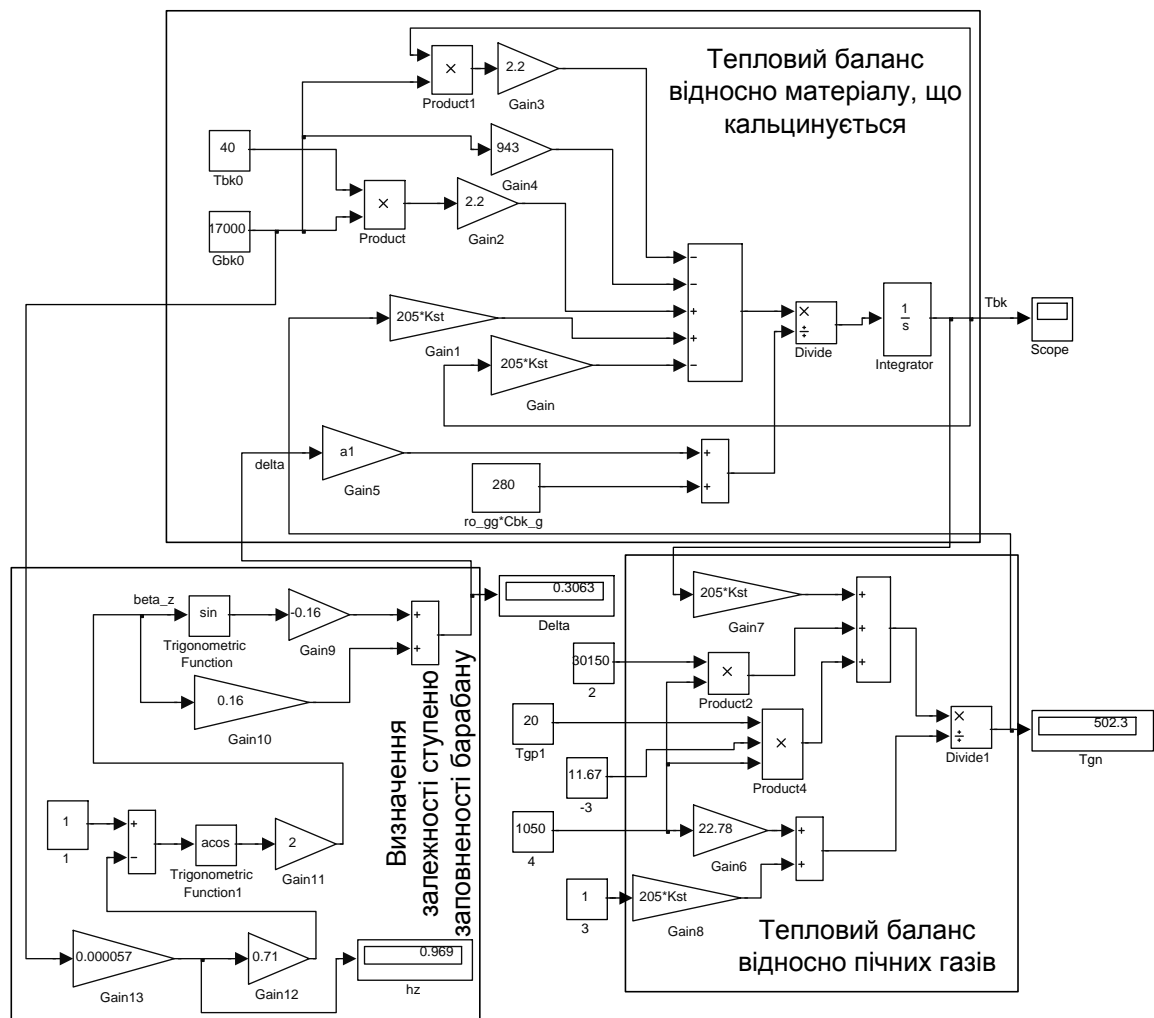 Тепловий баланс
відносно матеріалу, що
кальцинується
×
Product1
2.2
Gain3
943
Gain4
40
Tbk0
17000
Gbk0
×
Product
2.2
Gain2
−
−
+
+
−
205*Kst
Gain1
205*Kst
Gain
×
÷
Divide
1
s
Integrator
Tbk
Scope
delta
a1
Gain5
280
ro_gg*Cbk_g
+
+
beta_z
sin
Trigonometric
Function
-0.16
Gain9
0.16
Gain10
+
+
0.3063
Delta
1
1
+
−
acos
Trigonometric
Function1
2
Gain11
0.000057
Gain13
0.71
Gain12
0.969
hz
Визначення
залежності ступеню
заповненості барабану
205*Kst
Gain7
30150
2
×
Product2
20
Tgp1
11.67
-3
×
Product4
1050
4
22.78
Gain6
1
3
205*Kst
Gain8
+
+
+
+
+
×
÷
Divide1
502.3
Tgn
Тепловий баланс
відносно пічних газів